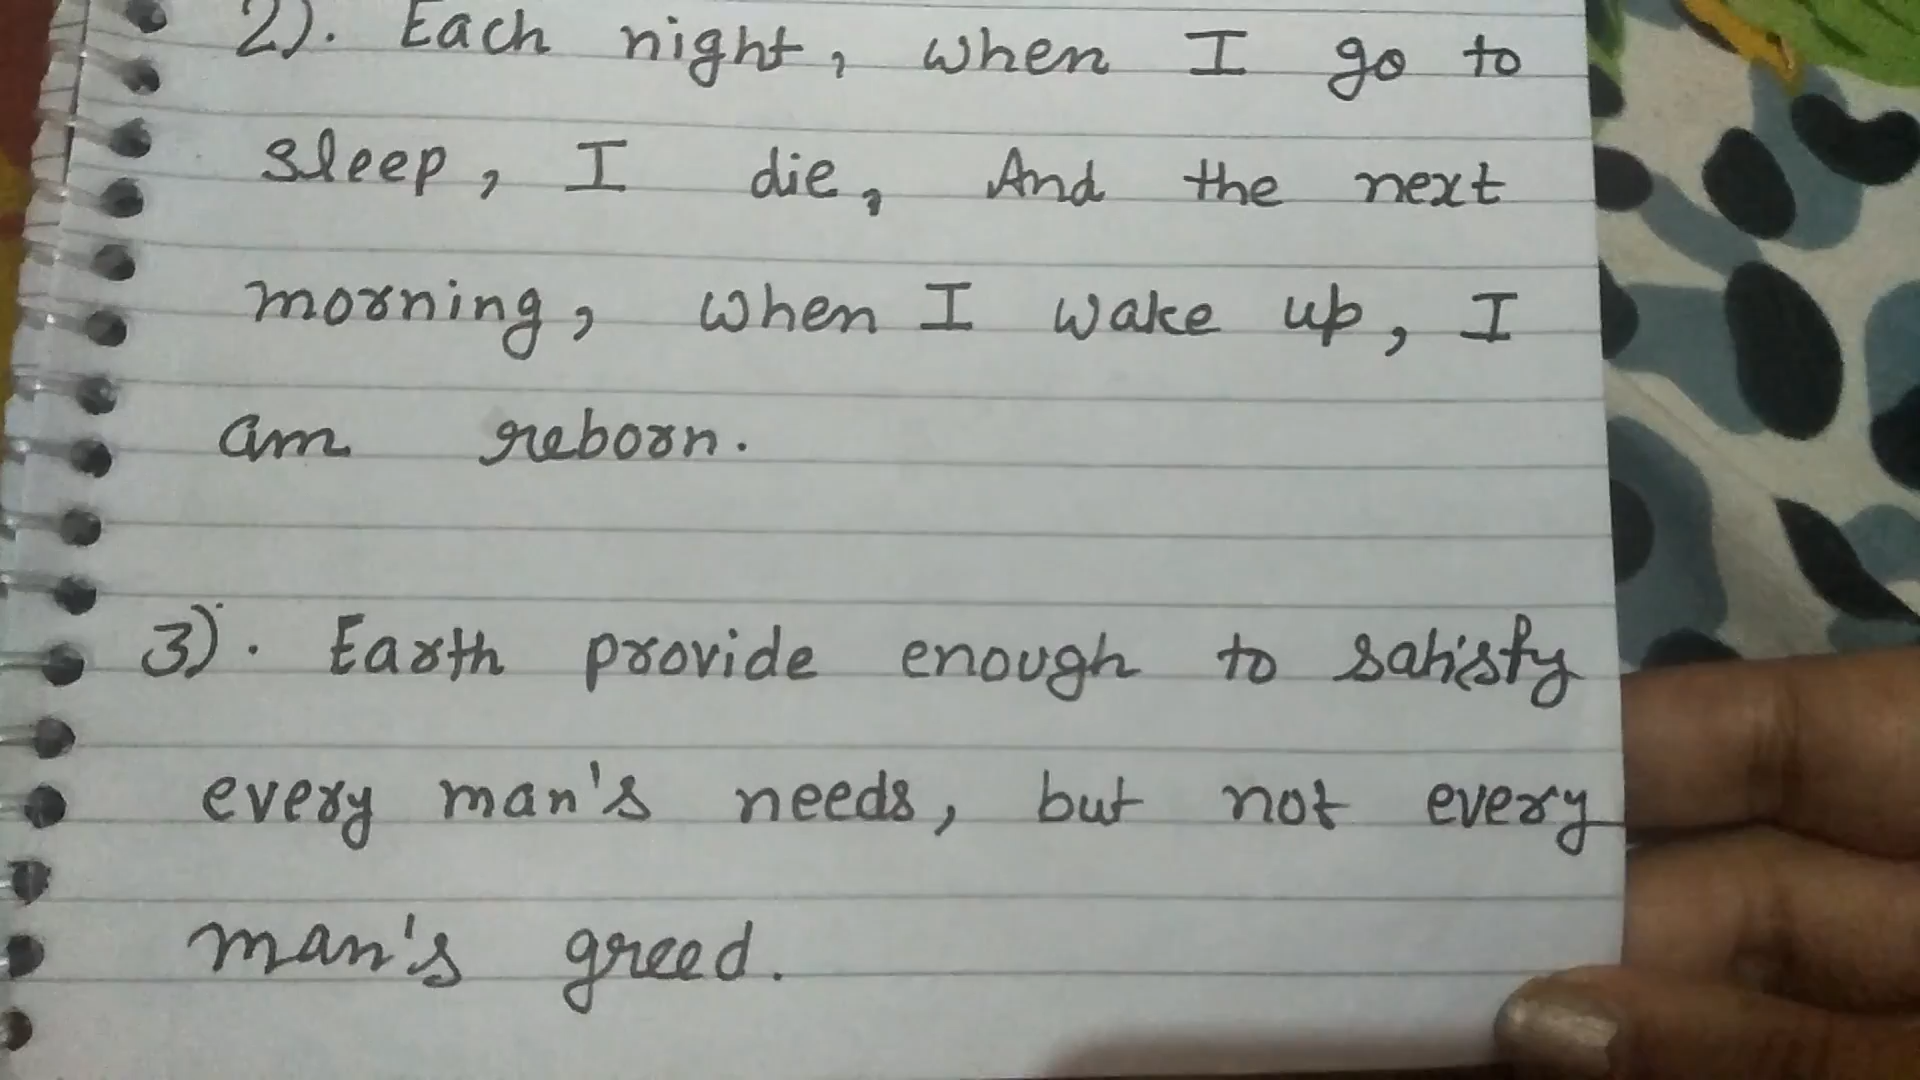 2). Each night, when I go to
sleep, I die, And the next
morning, when I wake up, I
am reborn.
3). Earth provide enough to satisfy
every man's needs, but not every
man's greed.